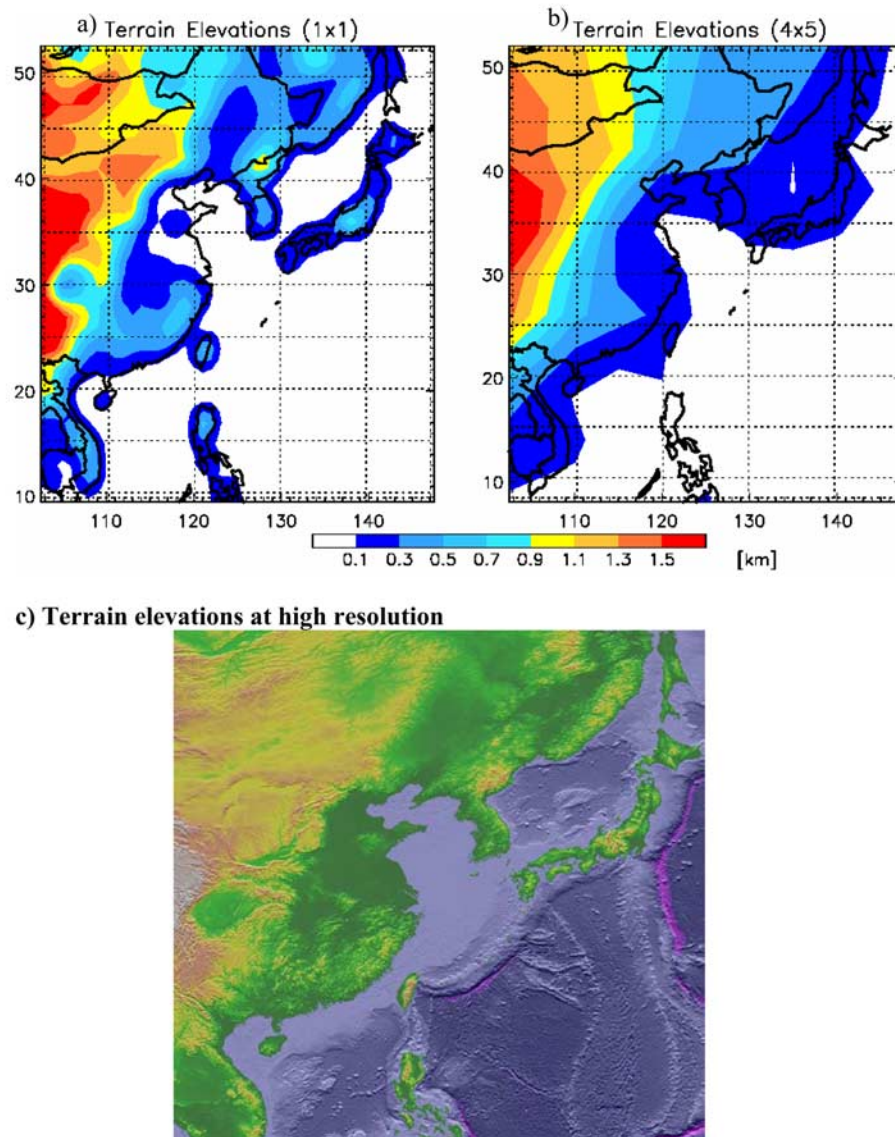 a) Terrain Elevations (1x1)
b) Terrain Elevations (4x5)
50
40
30
20
10
110 120 130 140
50
40
30
20
10
110 120 130 140
0.1 0.3 0.5 0.7 0.9 1.1 1.3 1.5 [km]
c) Terrain elevations at high resolution